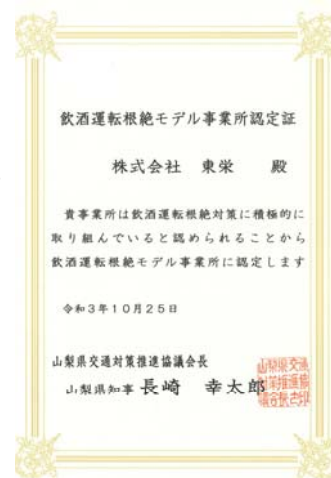 飲酒運転根絶モデル事業所認定証
株式会社 東栄 殿
貴事業所は飲酒運転根絶対策に積極的に
取り組んでいると認められることから
飲酒運転根絶モデル事業所に認定します
令和3年10月25日
山梨県交通対策推進協議会長
山梨県知事 長崎 幸太郎